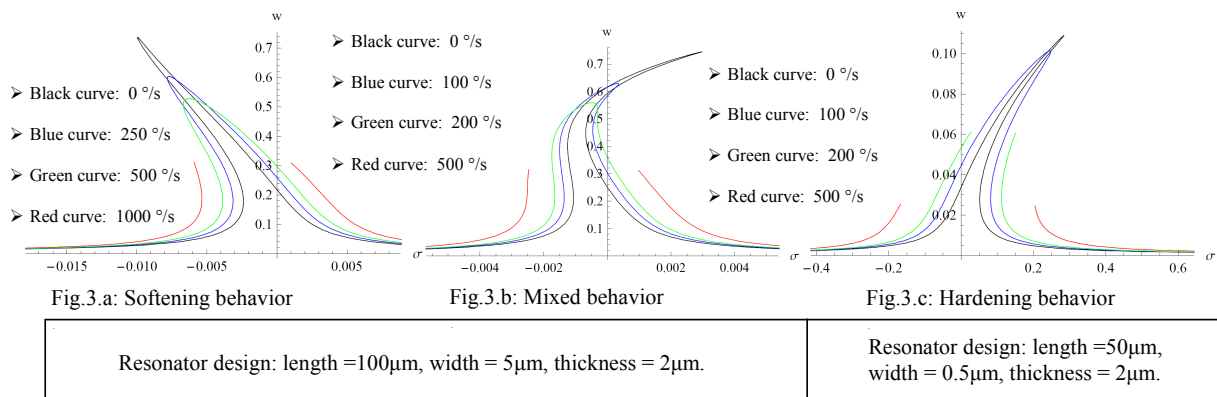 w
0.7
0.6
0.5
0.4
0.3
0.2
0.1
−0.015
−0.010
−0.005
0.005
σ
➢ Black curve: 0 °/s
➢ Blue curve: 250 °/s
➢ Green curve: 500 °/s
➢ Red curve: 1000 °/s
Fig.3.a: Softening behavior
w
0.7
0.6
0.5
0.4
0.3
0.2
0.1
−0.004
−0.002
0.002
0.004
σ
➢ Black curve: 0 °/s
➢ Blue curve: 100 °/s
➢ Green curve: 200 °/s
➢ Red curve: 500 °/s
Fig.3.b: Mixed behavior
w
0.10
0.08
0.06
0.04
0.02
−0.4
−0.2
0.2
0.4
0.6
σ
➢ Black curve: 0 °/s
➢ Blue curve: 100 °/s
➢ Green curve: 200 °/s
➢ Red curve: 500 °/s
Fig.3.c: Hardening behavior
Resonator design: length =100μm, width = 5μm, thickness = 2μm.
Resonator design: length =50μm,
width = 0.5μm, thickness = 2μm.